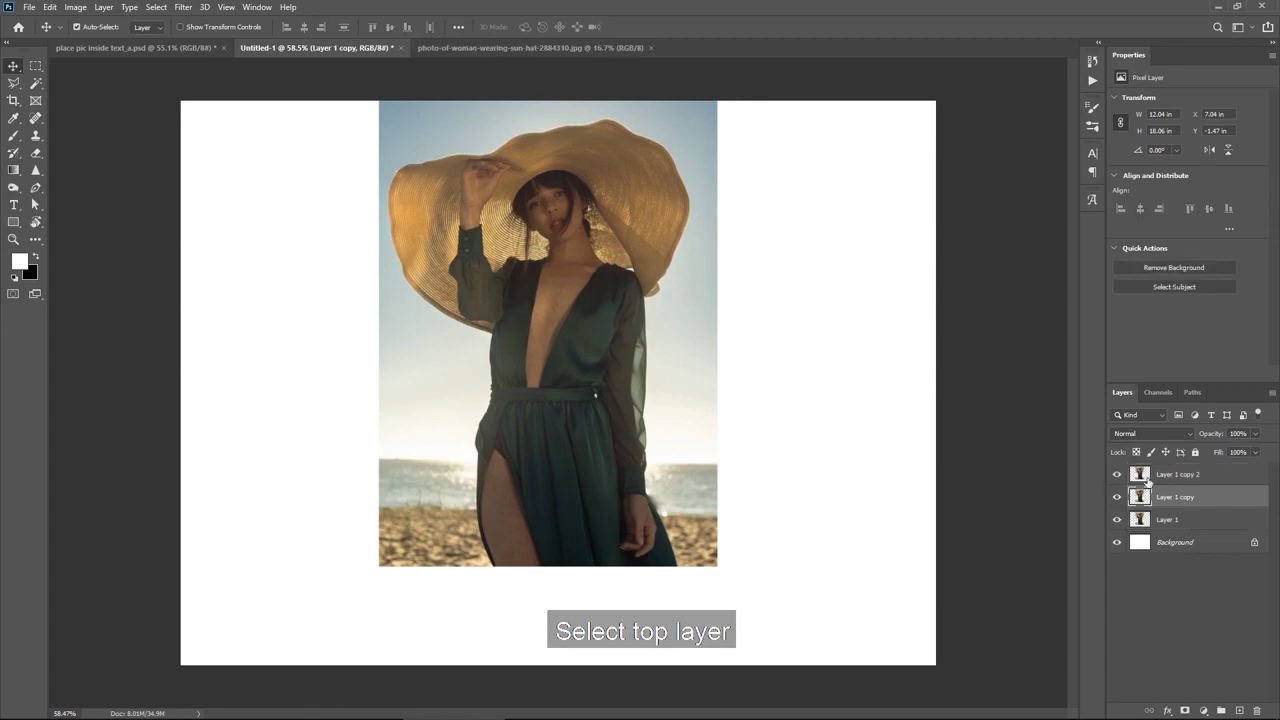 Ps File Edit Image Layer Type Select Filter 3D View Window Help
Auto-Select: Layer Show Transform Controls 3D Mode:
place pic inside text_a.psd @ 55.1% (RGB/8#) * × Untitled-1 @ 58.5% (Layer 1 copy, RGB/8#) * × photo-of-woman-wearing-sun-hat-2884310.jpg @ 16.7% (RGB/8) ×
Properties
Pixel Layer
Transform
W 12.04 in X 7.04 in
H 18.06 in Y -1.47 in
0.00°
Align and Distribute
Align:
Quick Actions
Remove Background
Select Subject
Layers Channels Paths
Kind
Normal Opacity: 100%
Lock: Fill: 100%
Layer 1 copy 2
Layer 1 copy
Layer 1
Background
Select top layer
58.47% Doc: 8.01M/34.9M